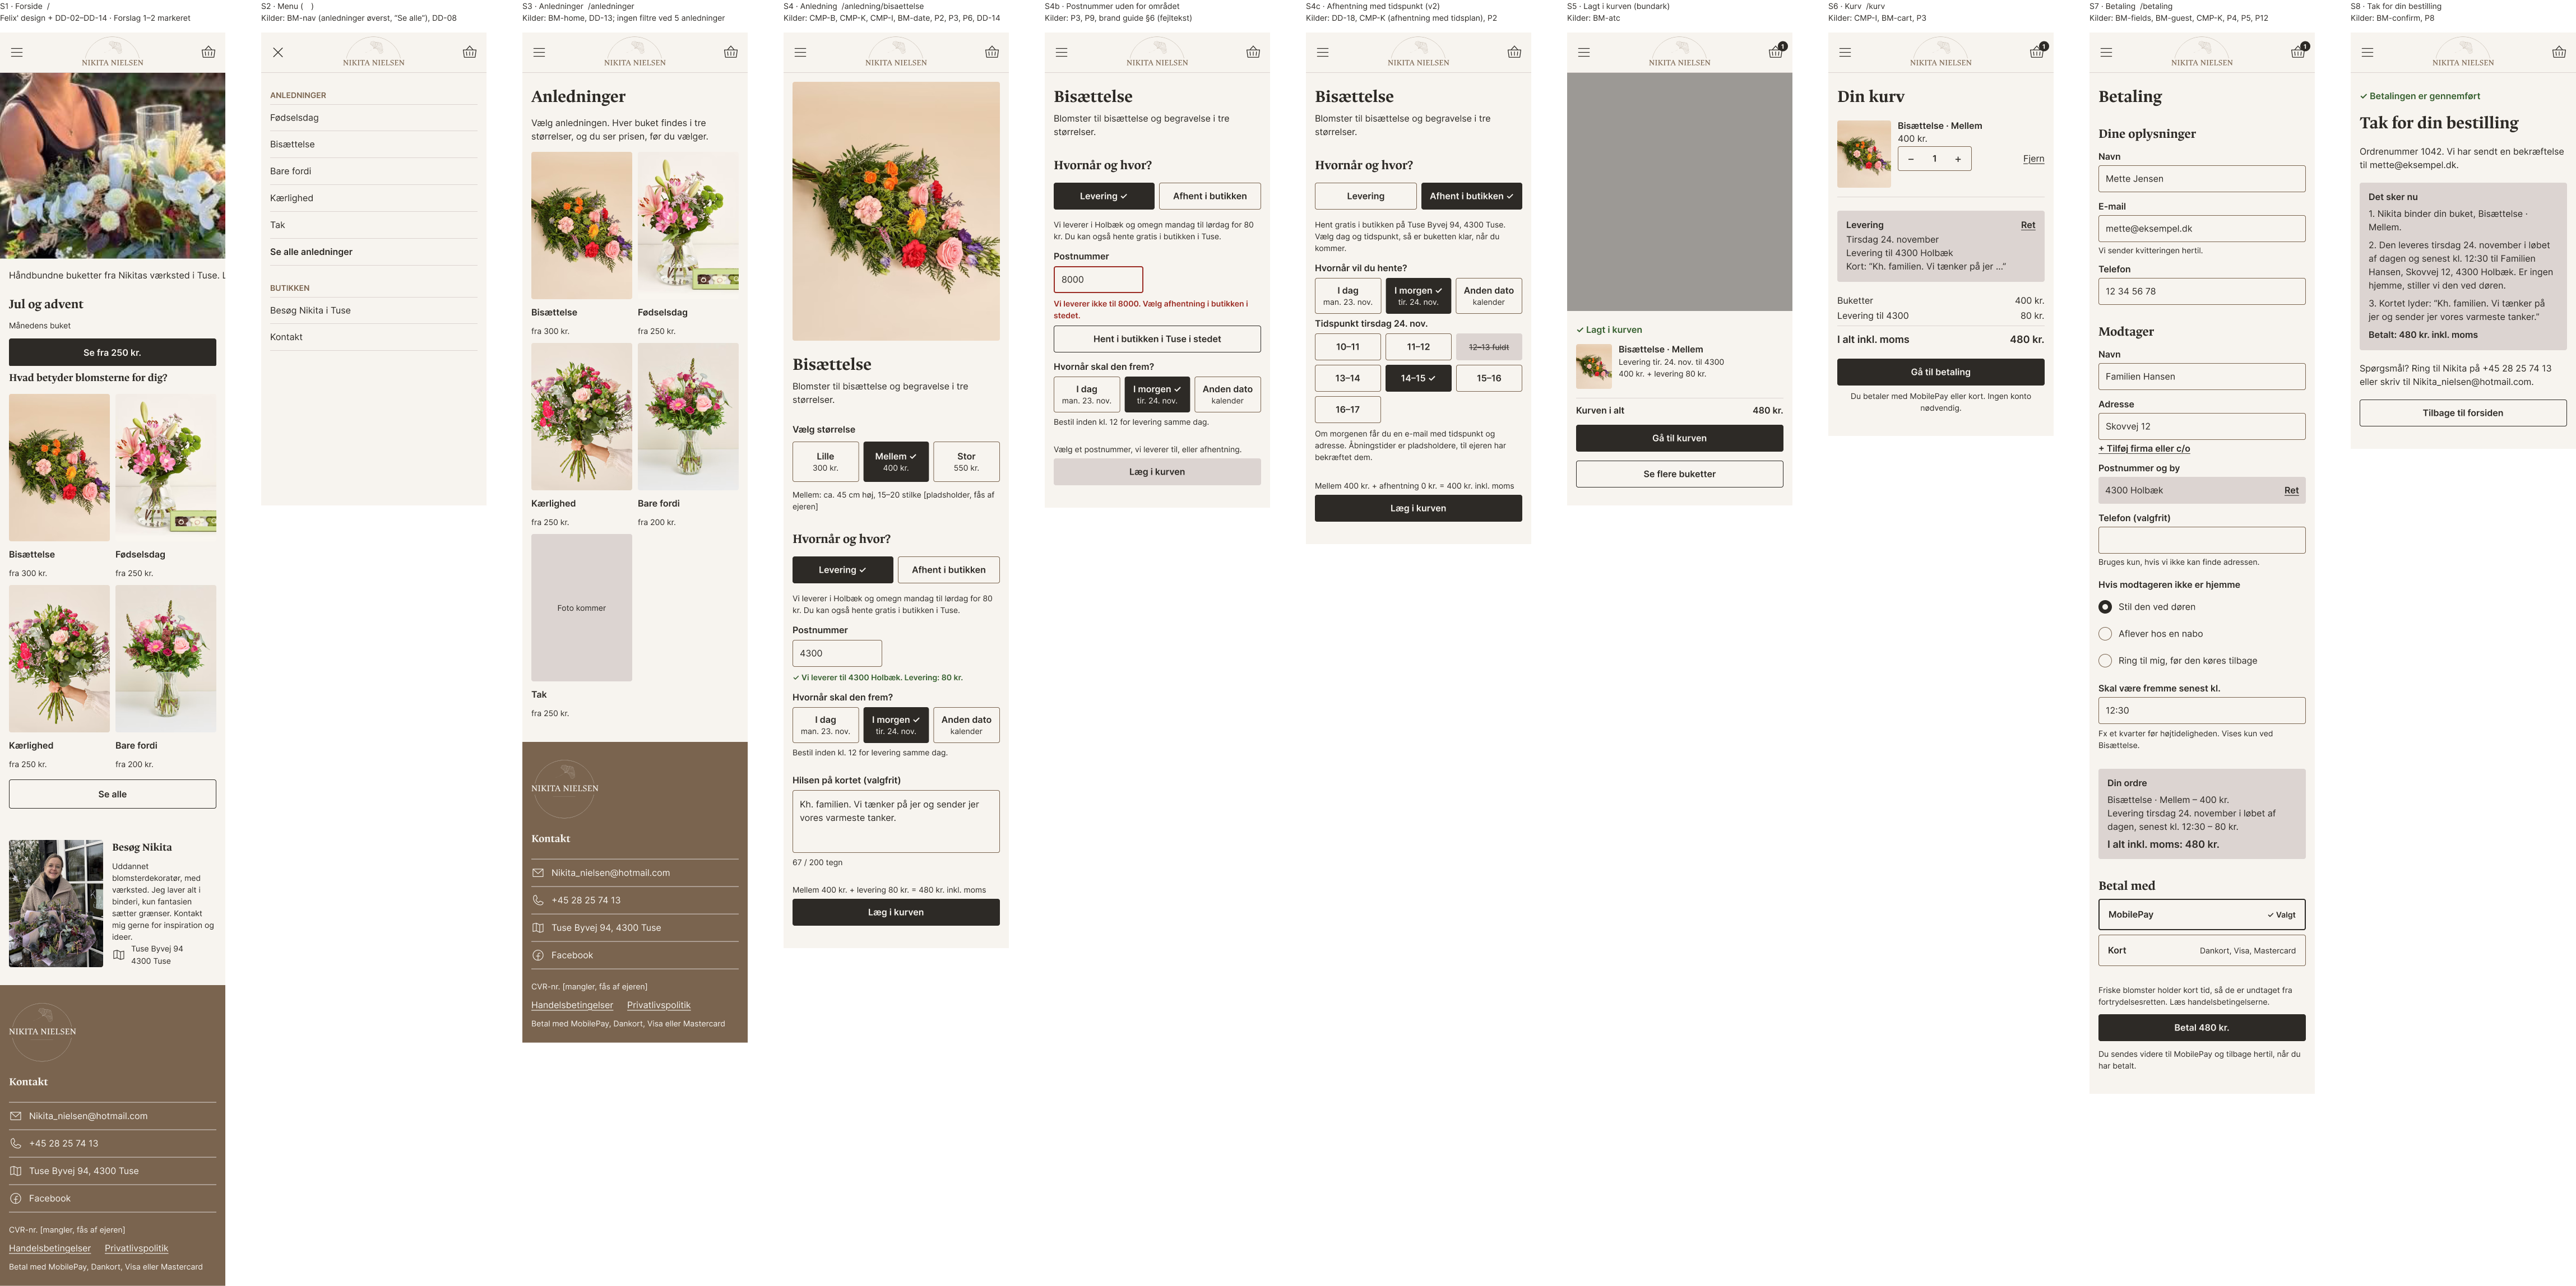 S1 · Forside /
Felix' design + DD-02–DD-14 · Forslag 1–2 markeret
NIKITA NIELSEN
Håndbundne buketter fra Nikitas værksted i Tuse. L
Jul og advent
Månedens buket
Se fra 250 kr.
Hvad betyder blomsterne for dig?
Bisættelse
fra 300 kr.
Fødselsdag
fra 250 kr.
Kærlighed
fra 250 kr.
Bare fordi
fra 200 kr.
Se alle
Besøg Nikita
Uddannet
blomsterdekoratør, med
værksted. Jeg laver alt i
binderi, kun fantasien
sætter grænser. Kontakt
mig gerne for inspiration og
ideer.
Tuse Byvej 94
4300 Tuse
NIKITA NIELSEN
Kontakt
Nikita_nielsen@hotmail.com
+45 28 25 74 13
Tuse Byvej 94, 4300 Tuse
Facebook
CVR-nr. [mangler, fås af ejeren]
Handelsbetingelser Privatlivspolitik
Betal med MobilePay, Dankort, Visa eller Mastercard
S2 · Menu ( )
Kilder: BM-nav (anledninger øverst, “Se alle”), DD-08
NIKITA NIELSEN
ANLEDNINGER
Fødselsdag
Bisættelse
Bare fordi
Kærlighed
Tak
Se alle anledninger
BUTIKKEN
Besøg Nikita i Tuse
Kontakt
S3 · Anledninger /anledninger
Kilder: BM-home, DD-13; ingen filtre ved 5 anledninger
NIKITA NIELSEN
Anledninger
Vælg anledningen. Hver buket findes i tre
størrelser, og du ser prisen, før du vælger.
Bisættelse
fra 300 kr.
Fødselsdag
fra 250 kr.
Kærlighed
fra 250 kr.
Bare fordi
fra 200 kr.
Foto kommer
Tak
fra 250 kr.
NIKITA NIELSEN
Kontakt
Nikita_nielsen@hotmail.com
+45 28 25 74 13
Tuse Byvej 94, 4300 Tuse
Facebook
CVR-nr. [mangler, fås af ejeren]
Handelsbetingelser Privatlivspolitik
Betal med MobilePay, Dankort, Visa eller Mastercard
S4 · Anledning /anledning/bisaettelse
Kilder: CMP-B, CMP-K, CMP-I, BM-date, P2, P3, P6, DD-14
NIKITA NIELSEN
Bisættelse
Blomster til bisættelse og begravelse i tre
størrelser.
Vælg størrelse
Lille
300 kr.
Mellem ✓
400 kr.
Stor
550 kr.
Mellem: ca. 45 cm høj, 15–20 stilke [pladsholder, fås af
ejeren]
Hvornår og hvor?
Levering ✓
Afhent i butikken
Vi leverer i Holbæk og omegn mandag til lørdag for 80
kr. Du kan også hente gratis i butikken i Tuse.
Postnummer
4300
✓ Vi leverer til 4300 Holbæk. Levering: 80 kr.
Hvornår skal den frem?
I dag
man. 23. nov.
I morgen ✓
tir. 24. nov.
Anden dato
kalender
Bestil inden kl. 12 for levering samme dag.
Hilsen på kortet (valgfrit)
Kh. familien. Vi tænker på jer og sender jer
vores varmeste tanker.
67 / 200 tegn
Mellem 400 kr. + levering 80 kr. = 480 kr. inkl. moms
Læg i kurven
S4b · Postnummer uden for området
Kilder: P3, P9, brand guide §6 (fejltekst)
NIKITA NIELSEN
Bisættelse
Blomster til bisættelse og begravelse i tre
størrelser.
Hvornår og hvor?
Levering ✓
Afhent i butikken
Vi leverer i Holbæk og omegn mandag til lørdag for 80
kr. Du kan også hente gratis i butikken i Tuse.
Postnummer
8000
Vi leverer ikke til 8000. Vælg afhentning i butikken i
stedet.
Hent i butikken i Tuse i stedet
Hvornår skal den frem?
I dag
man. 23. nov.
I morgen ✓
tir. 24. nov.
Anden dato
kalender
Bestil inden kl. 12 for levering samme dag.
Vælg et postnummer, vi leverer til, eller afhentning.
Læg i kurven
S4c · Afhentning med tidspunkt (v2)
Kilder: DD-18, CMP-K (afhentning med tidsplan), P2
NIKITA NIELSEN
Bisættelse
Blomster til bisættelse og begravelse i tre
størrelser.
Hvornår og hvor?
Levering
Afhent i butikken ✓
Hent gratis i butikken på Tuse Byvej 94, 4300 Tuse.
Vælg dag og tidspunkt, så er buketten klar, når du
kommer.
Hvornår vil du hente?
I dag
man. 23. nov.
I morgen ✓
tir. 24. nov.
Anden dato
kalender
Tidspunkt tirsdag 24. nov.
10–11
11–12
12–13 fuldt
13–14
14–15 ✓
15–16
16–17
Om morgenen får du en e-mail med tidspunkt og
adresse. Åbningstider er pladsholdere, til ejeren har
bekræftet dem.
Mellem 400 kr. + afhentning 0 kr. = 400 kr. inkl. moms
Læg i kurven
S5 · Lagt i kurven (bundark)
Kilder: BM-atc
NIKITA NIELSEN
1
✓ Lagt i kurven
Bisættelse · Mellem
Levering tir. 24. nov. til 4300
400 kr. + levering 80 kr.
Kurven i alt 480 kr.
Gå til kurven
Se flere buketter
S6 · Kurv /kurv
Kilder: CMP-I, BM-cart, P3
NIKITA NIELSEN
1
Din kurv
Bisættelse · Mellem
400 kr.
− 1 +
Fjern
Levering Ret
Tirsdag 24. november
Levering til 4300 Holbæk
Kort: “Kh. familien. Vi tænker på jer …”
Buketter 400 kr.
Levering til 4300 80 kr.
I alt inkl. moms 480 kr.
Gå til betaling
Du betaler med MobilePay eller kort. Ingen konto
nødvendig.
S7 · Betaling /betaling
Kilder: BM-fields, BM-guest, CMP-K, P4, P5, P12
NIKITA NIELSEN
1
Betaling
Dine oplysninger
Navn
Mette Jensen
E-mail
mette@eksempel.dk
Vi sender kvitteringen hertil.
Telefon
12 34 56 78
Modtager
Navn
Familien Hansen
Adresse
Skovvej 12
+ Tilføj firma eller c/o
Postnummer og by
4300 Holbæk Ret
Telefon (valgfrit)
Bruges kun, hvis vi ikke kan finde adressen.
Hvis modtageren ikke er hjemme
Stil den ved døren
Aflever hos en nabo
Ring til mig, før den køres tilbage
Skal være fremme senest kl.
12:30
Fx et kvarter før højtideligheden. Vises kun ved
Bisættelse.
Din ordre
Bisættelse · Mellem – 400 kr.
Levering tirsdag 24. november i løbet af
dagen, senest kl. 12:30 – 80 kr.
I alt inkl. moms: 480 kr.
Betal med
MobilePay ✓ Valgt
Kort Dankort, Visa, Mastercard
Friske blomster holder kort tid, så de er undtaget fra
fortrydelsesretten. Læs handelsbetingelserne.
Betal 480 kr.
Du sendes videre til MobilePay og tilbage hertil, når du
har betalt.
S8 · Tak for din bestilling
Kilder: BM-confirm, P8
NIKITA NIELSEN
✓ Betalingen er gennemført
Tak for din bestilling
Ordrenummer 1042. Vi har sendt en bekræftelse
til mette@eksempel.dk.
Det sker nu
1. Nikita binder din buket, Bisættelse ·
Mellem.
2. Den leveres tirsdag 24. november i løbet
af dagen og senest kl. 12:30 til Familien
Hansen, Skovvej 12, 4300 Holbæk. Er ingen
hjemme, stiller vi den ved døren.
3. Kortet lyder: “Kh. familien. Vi tænker på
jer og sender jer vores varmeste tanker.”
Betalt: 480 kr. inkl. moms
Spørgsmål? Ring til Nikita på +45 28 25 74 13
eller skriv til Nikita_nielsen@hotmail.com.
Tilbage til forsiden